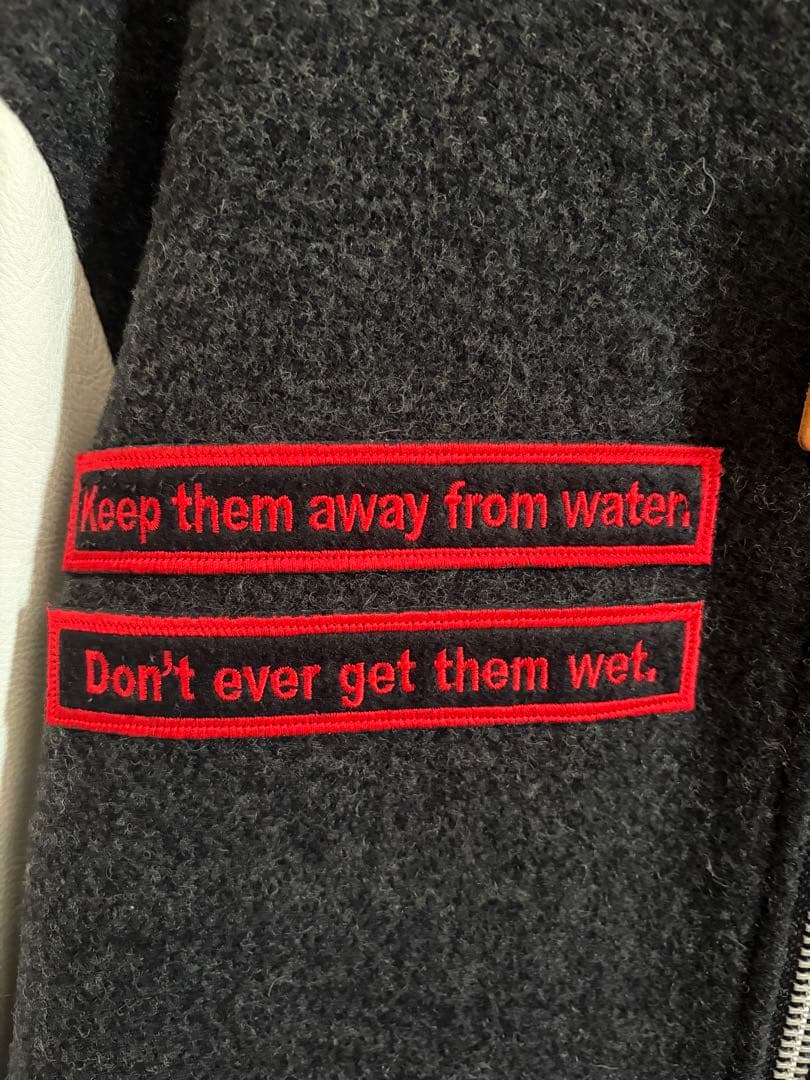 Keep them away from water.
Don't ever get them wet.